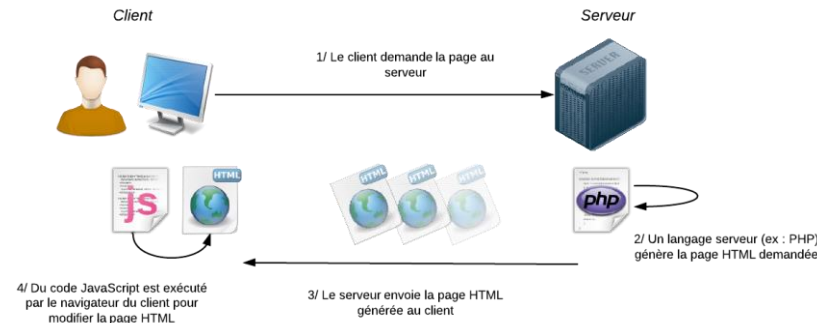 Client
Serveur
1/ Le client demande la page au
serveur
SERVER
js
HTML
HTML
HTML
HTML
php
2/ Un langage serveur (ex : PHP)
génère la page HTML demandée
3/ Le serveur envoie la page HTML
générée au client
4/ Du code JavaScript est exécuté
par le navigateur du client pour
modifier la page HTML